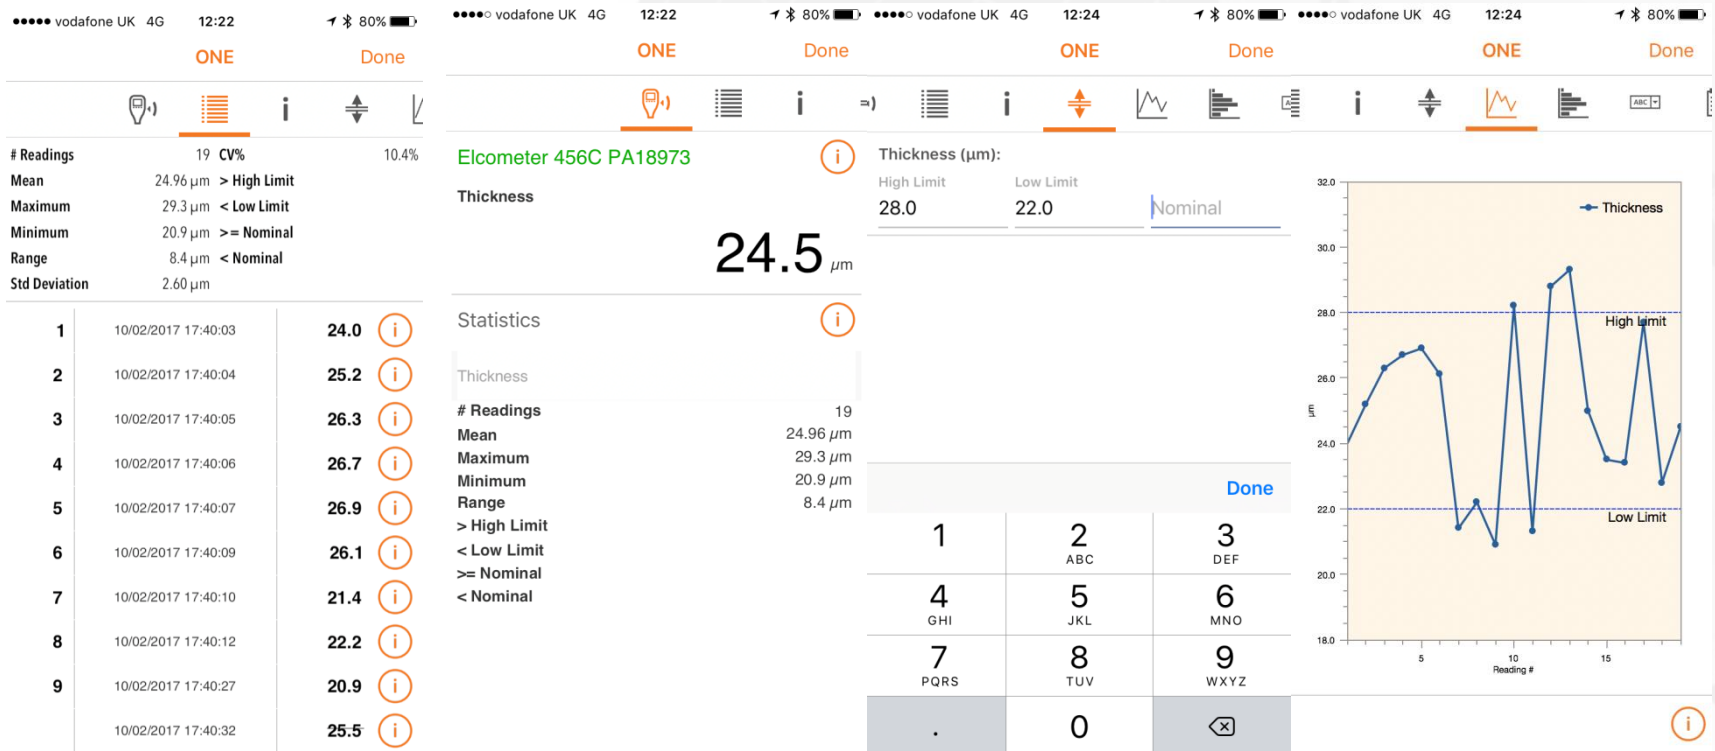 vodafone UK 4G 12:22 80%
ONE Done
# Readings 19 CV% 10.4%
Mean 24.96 μm > High Limit
Maximum 29.3 μm < Low Limit
Minimum 20.9 μm >= Nominal
Range 8.4 μm < Nominal
Std Deviation 2.60 μm
1 10/02/2017 17:40:03 24.0 i
2 10/02/2017 17:40:04 25.2 i
3 10/02/2017 17:40:05 26.3 i
4 10/02/2017 17:40:06 26.7 i
5 10/02/2017 17:40:07 26.9 i
6 10/02/2017 17:40:09 26.1 i
7 10/02/2017 17:40:10 21.4 i
8 10/02/2017 17:40:12 22.2 i
9 10/02/2017 17:40:27 20.9 i
10/02/2017 17:40:32 25.5 i
vodafone UK 4G 12:22 80%
ONE Done
Elcometer 456C PA18973 i
Thickness
24.5 μm
Statistics i
Thickness
# Readings 19
Mean 24.96 μm
Maximum 29.3 μm
Minimum 20.9 μm
Range 8.4 μm
> High Limit
< Low Limit
>= Nominal
< Nominal
vodafone UK 4G 12:24 80%
ONE Done
Thickness (μm):
High Limit Low Limit
28.0 22.0 Nominal
Done
1 2 3
ABC DEF
4 5 6
GHI JKL MNO
7 8 9
PQRS TUV WXYZ
. 0
vodafone UK 4G 12:24 80%
ONE Done
ABC
32.0
Thickness
30.0
28.0
High Limit
26.0
μm
24.0
22.0
Low Limit
20.0
18.0
5 10 15
Reading #
i